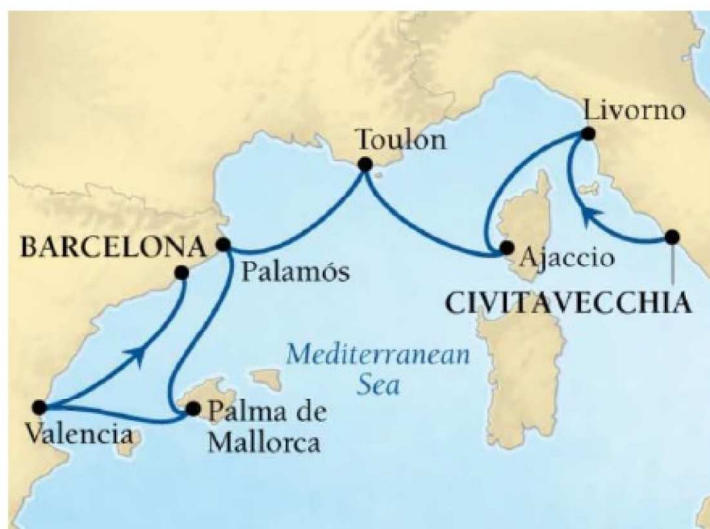 Livorno
Toulon
BARCELONA
Palamós
Ajaccio
CIVITAVECCHIA
Mediterranean
Sea
Valencia
Palma de
Mallorca